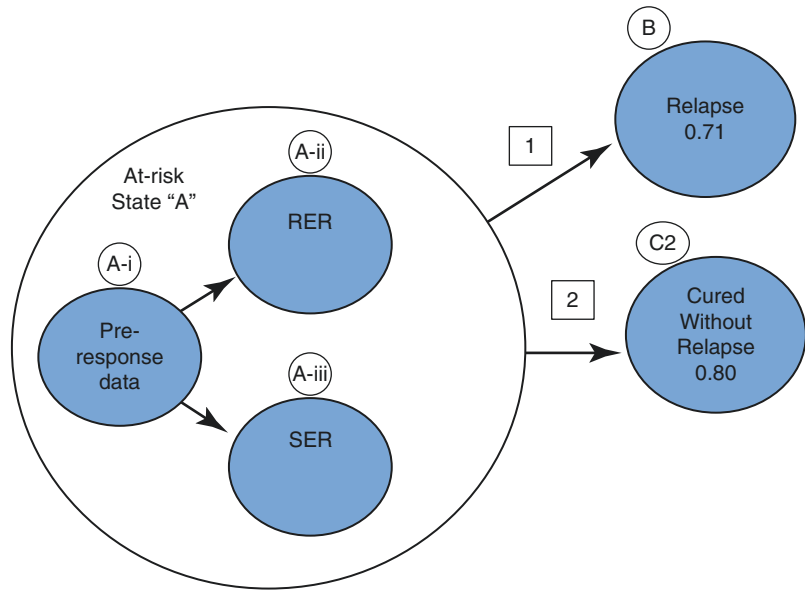 B
Relapse
0.71
1
At-risk
State “A”
A-ii
RER
A-i
Pre-
response
data
C2
Cured
Without
Relapse
0.80
2
A-iii
SER